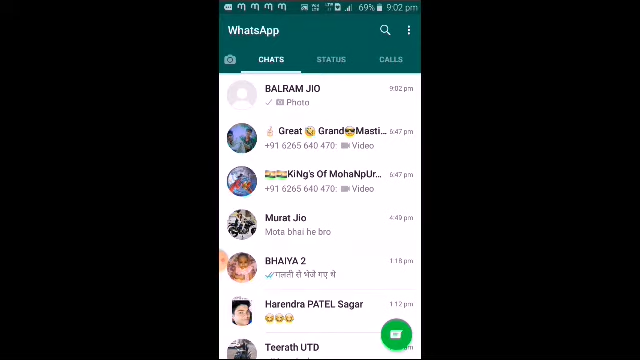 69% 9:02 pm
WhatsApp
CHATS STATUS CALLS
BALRAM JIO 9:02 pm
Photo
☝🏻 Great 🤣 Grand😎Masti... 6:47 pm
+91 6265 640 470: Video
🇮🇳🇮🇳KiNg's Of MohaNpUr... 6:47 pm
+91 6265 640 470: Video
Murat Jio 4:49 pm
Mota bhai he bro
BHAIYA 2 1:18 pm
गलती से भेजे गए थे
Harendra PATEL Sagar 1:12 pm
😂😂😂
Teerath UTD